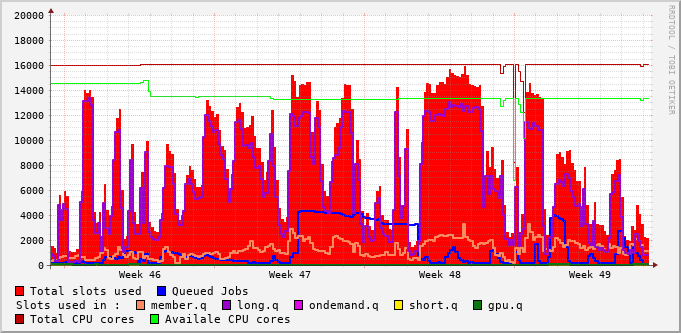 20000
18000
16000
14000
12000
10000
8000
6000
4000
2000
0
Week 46 Week 47 Week 48 Week 49
RRDTOOL / TOBI OETIKER
Total slots used Queued Jobs
Slots used in : member.q long.q ondemand.q short.q gpu.q
Total CPU cores Availale CPU cores